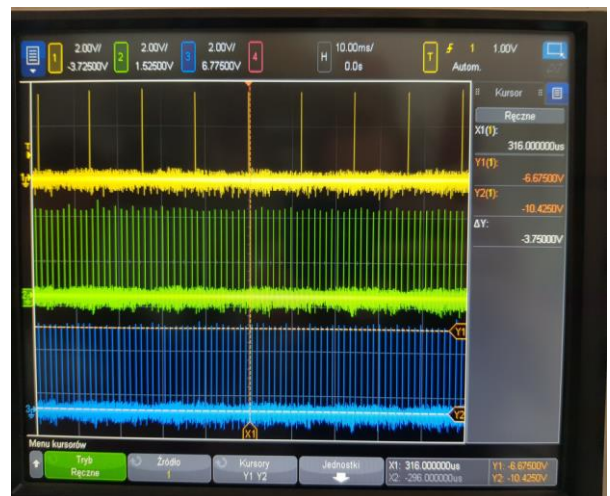 1 2.00V/ 2 2.00V/ 3 2.00V/ 4 H 10.00ms/ T 1 1.00V
-3.72500V 1.52500V 6.77500V 0.0s Autom.
Kursor
Ręczne
X1(1):
316.000000us
Y1(1):
-6.67500V
Y2(1):
-10.4250V
ΔY:
-3.75000V
T
Y1
Y2
X1
Menu kursorów
Tryb
Ręczne
Źródło
1
Kursory
Y1 Y2
Jednostki
X1: 316.000000us
X2: -296.000000us
Y1: -6.67500V
Y2: -10.4250V